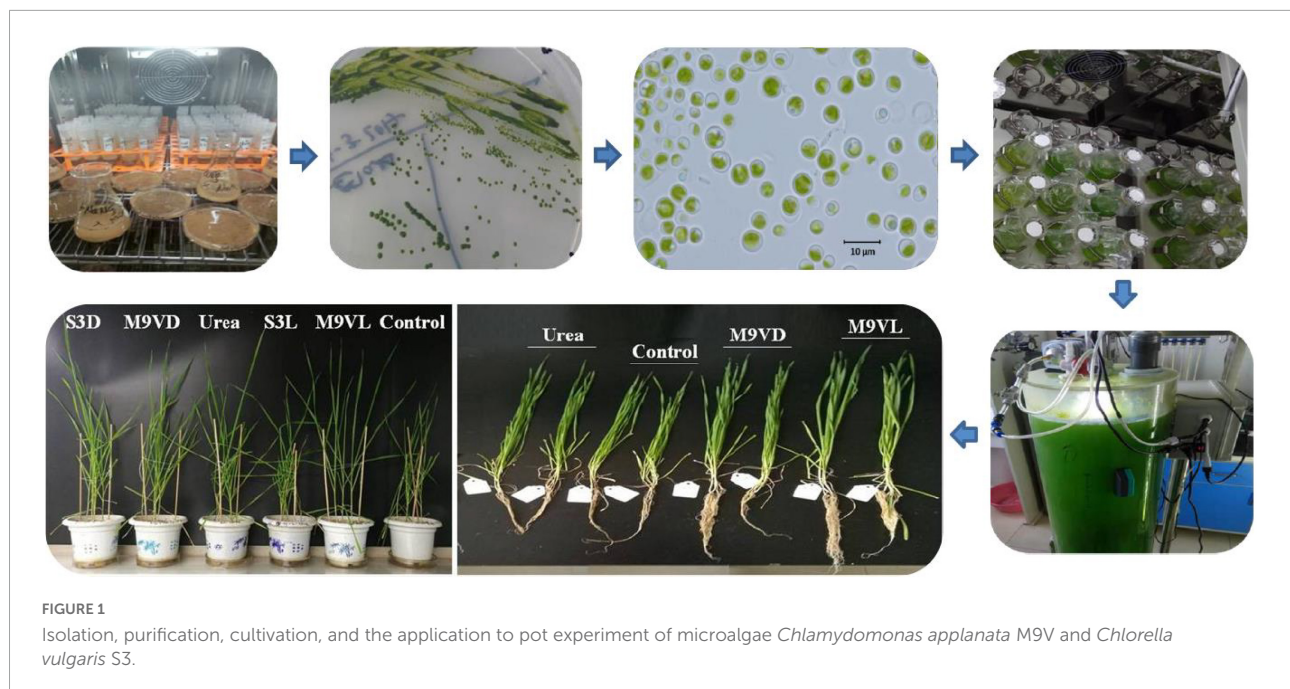 10 µm
S3D M9VD Urea S3L M9VL Control
Urea Control M9VD M9VL
FIGURE 1
Isolation, purification, cultivation, and the application to pot experiment of microalgae Chlamydomonas applanata M9V and Chlorella
vulgaris S3.